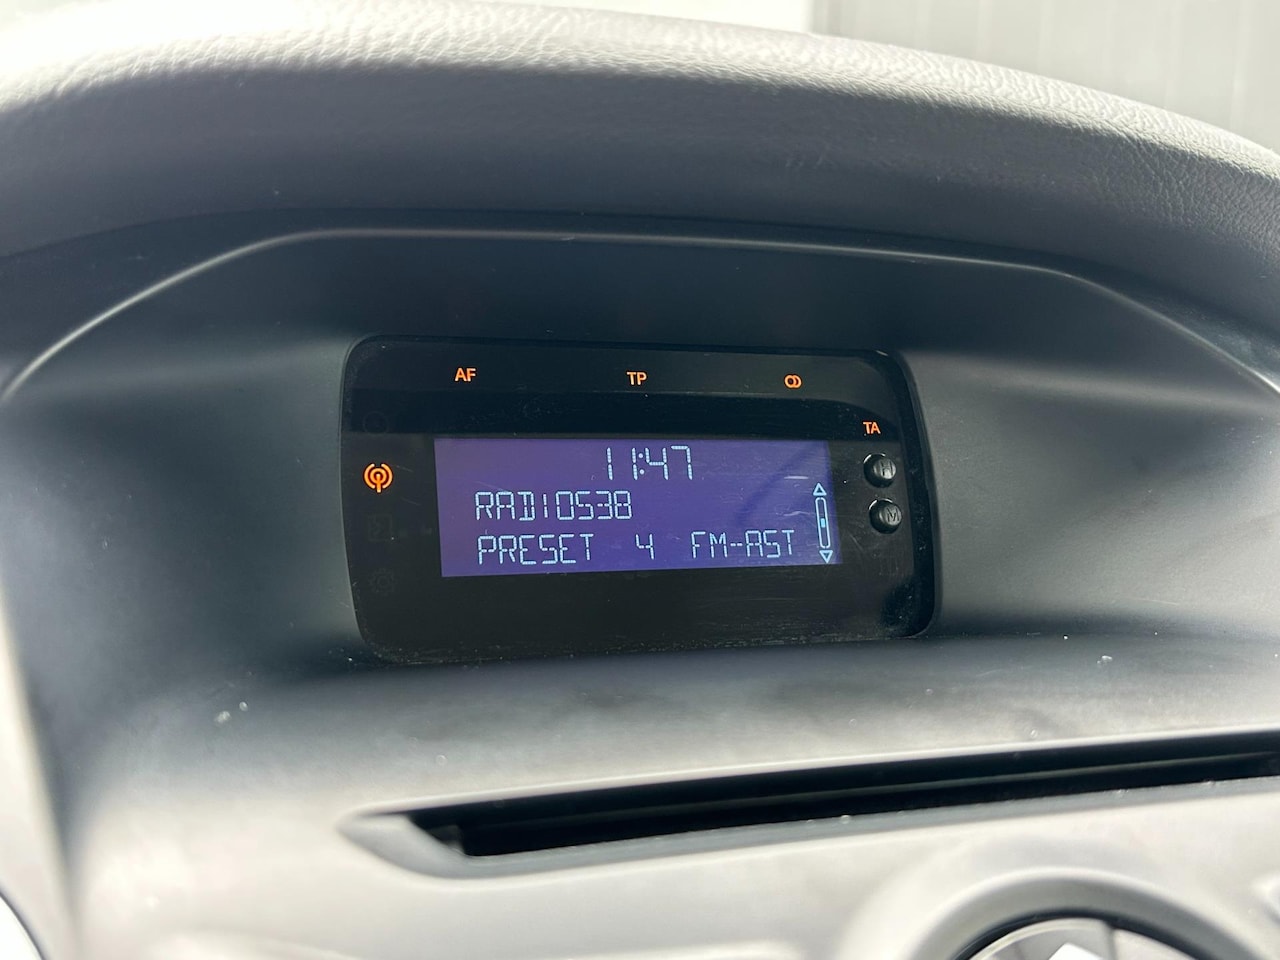 AF TP
TA
11:47
H
RADIO538
M
PRESET 4 FM-AST